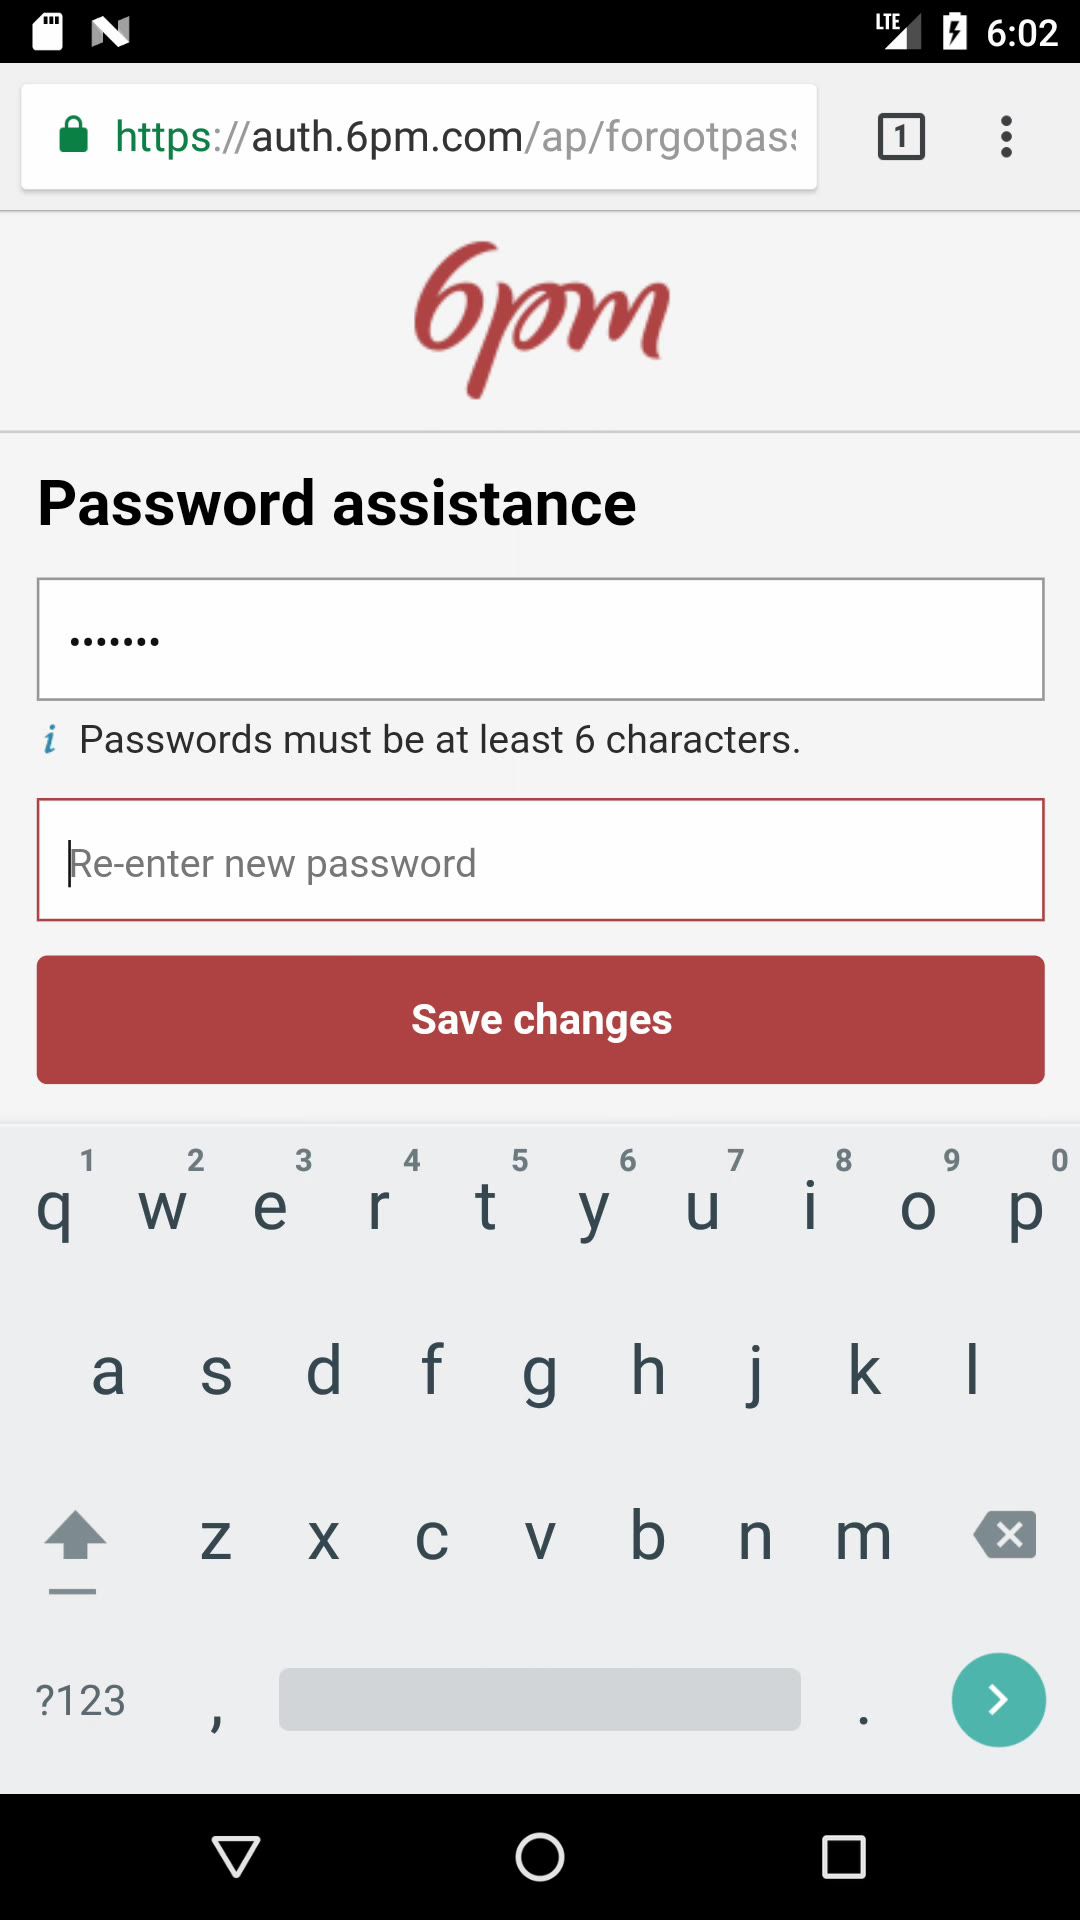 LTE 6:02
https://auth.6pm.com/ap/forgotpas
1
6pm
Password assistance
•••••••
i Passwords must be at least 6 characters.
Re-enter new password
Save changes
1 2 3 4 5 6 7 8 9 0
q w e r t y u i o p
a s d f g h j k l
z x c v b n m
?123 , .